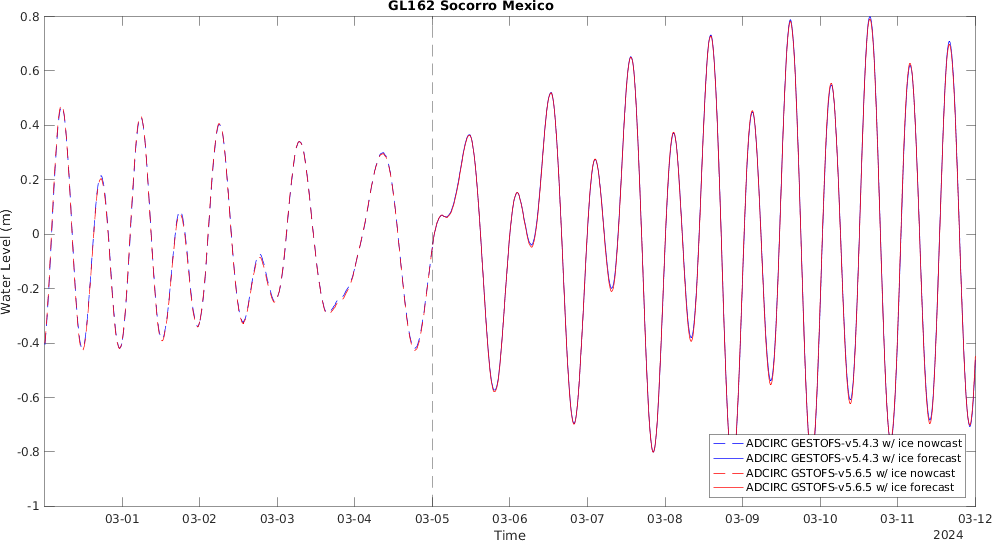 GL162 Socorro Mexico
Water Level (m)
0.8
0.6
0.4
0.2
0
-0.2
-0.4
-0.6
-0.8
-1
ADCIRC GESTOFS-v5.4.3 w/ ice nowcast
ADCIRC GESTOFS-v5.4.3 w/ ice forecast
ADCIRC GSTOFS-v5.6.5 w/ ice nowcast
ADCIRC GSTOFS-v5.6.5 w/ ice forecast
03-01 03-02 03-03 03-04 03-05 03-06 03-07 03-08 03-09 03-10 03-11 03-12
Time
2024